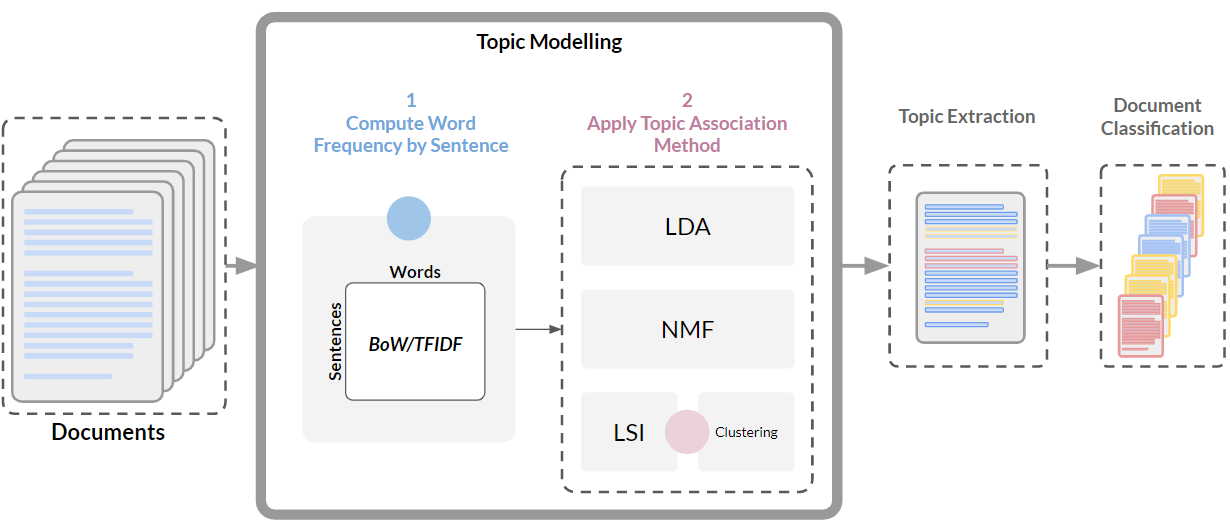 Topic Modelling
1
Compute Word
Frequency by Sentence
2
Apply Topic Association
Method
Topic Extraction
Document
Classification
Words
Sentences
BoW/TFIDF
LDA
NMF
LSI
Clustering
Documents